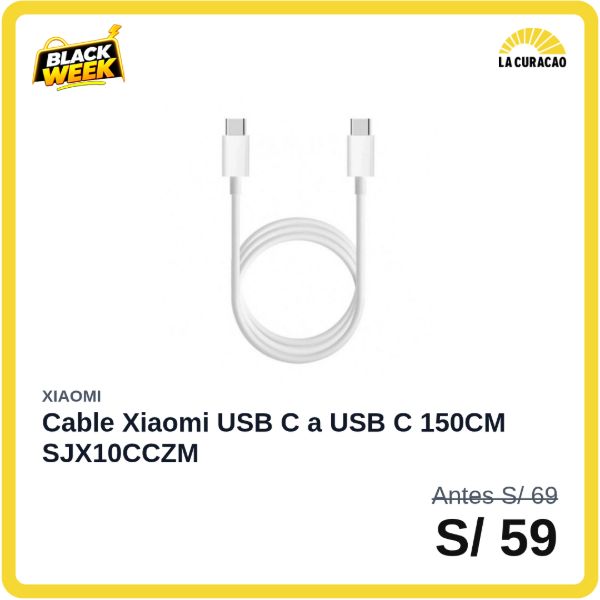 BLACK
WEEK
LA CURACAO
XIAOMI
Cable Xiaomi USB C a USB C 150CM
SJX10CCZM
Antes S/ 69
S/ 59